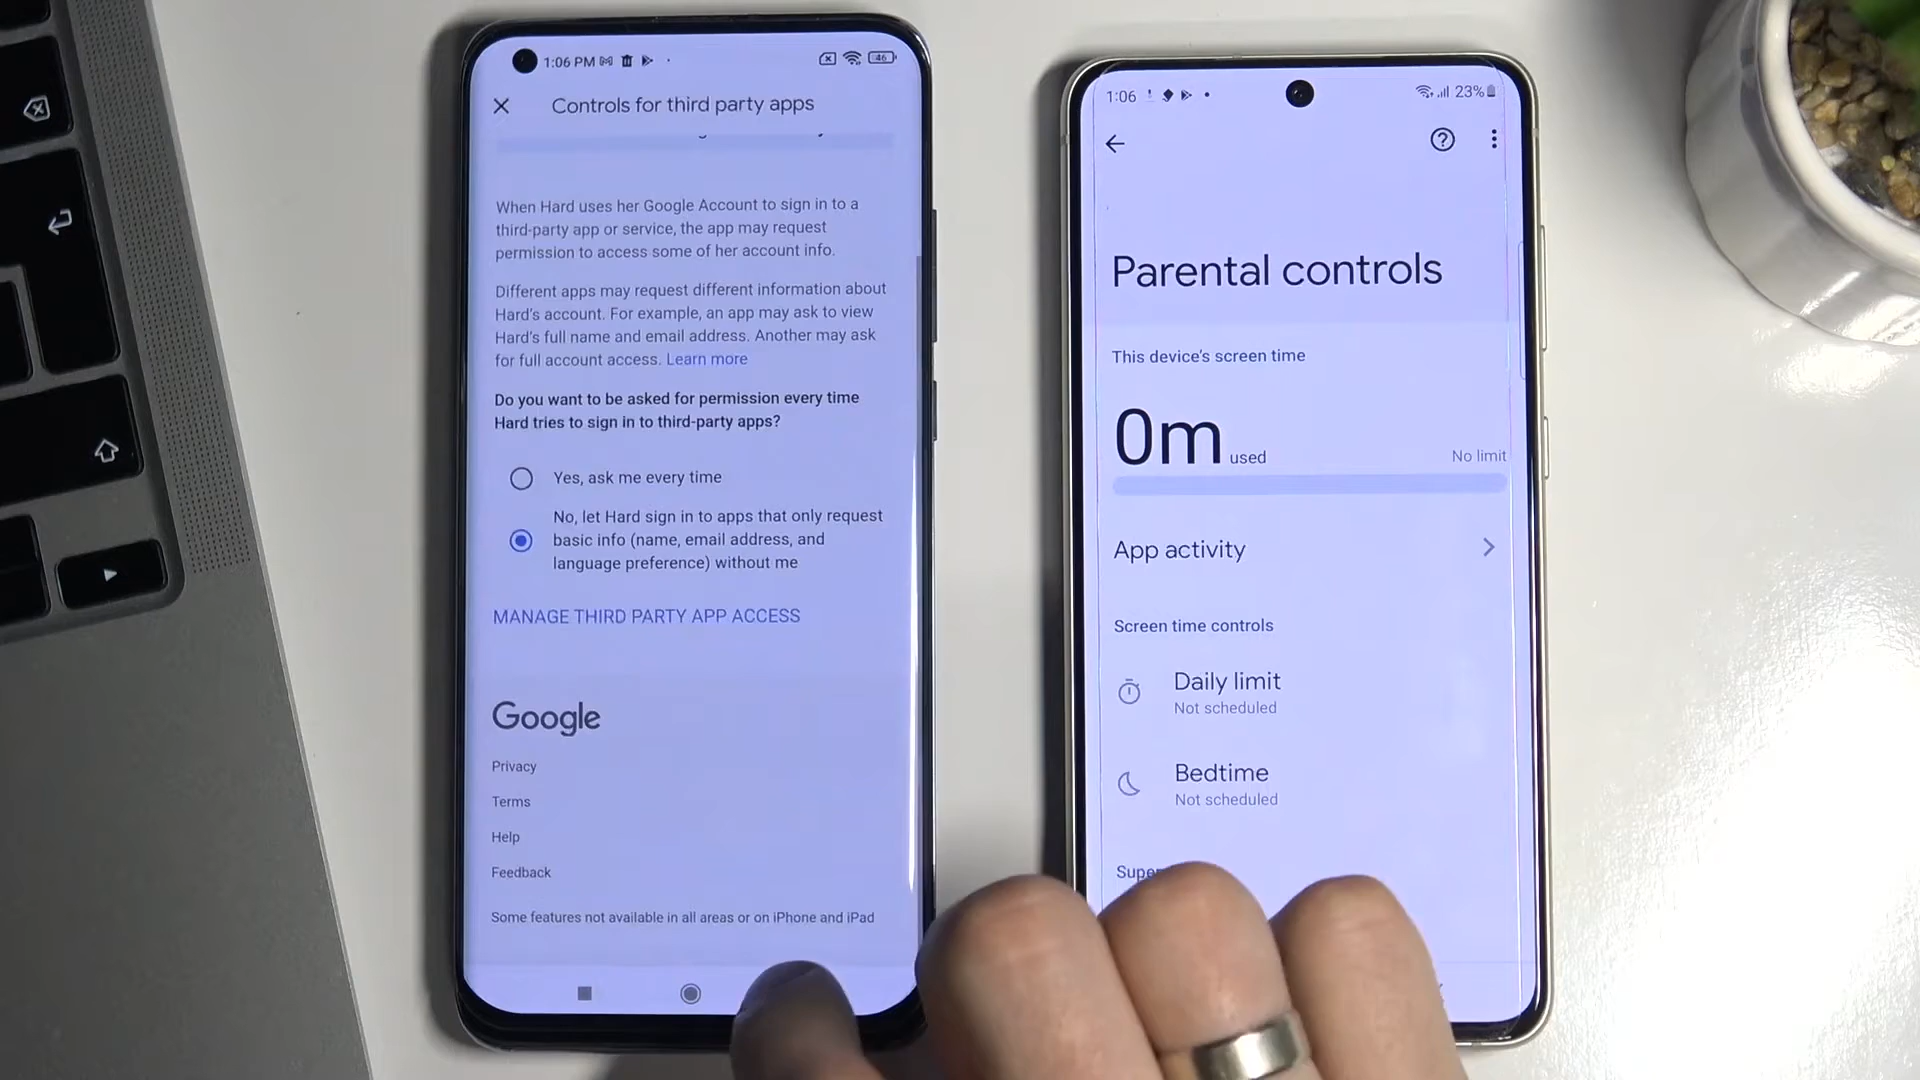 1:06 PM
46
Controls for third party apps
When Hard uses her Google Account to sign in to a
third-party app or service, the app may request
permission to access some of her account info.
Different apps may request different information about
Hard's account. For example, an app may ask to view
Hard's full name and email address. Another may ask
for full account access. Learn more
Do you want to be asked for permission every time
Hard tries to sign in to third-party apps?
Yes, ask me every time
No, let Hard sign in to apps that only request
basic info (name, email address, and
language preference) without me
MANAGE THIRD PARTY APP ACCESS
Google
Privacy
Terms
Help
Feedback
Some features not available in all areas or on iPhone and iPad
1:06
23%
Parental controls
This device's screen time
0m used
No limit
App activity
Screen time controls
Daily limit
Not scheduled
Bedtime
Not scheduled